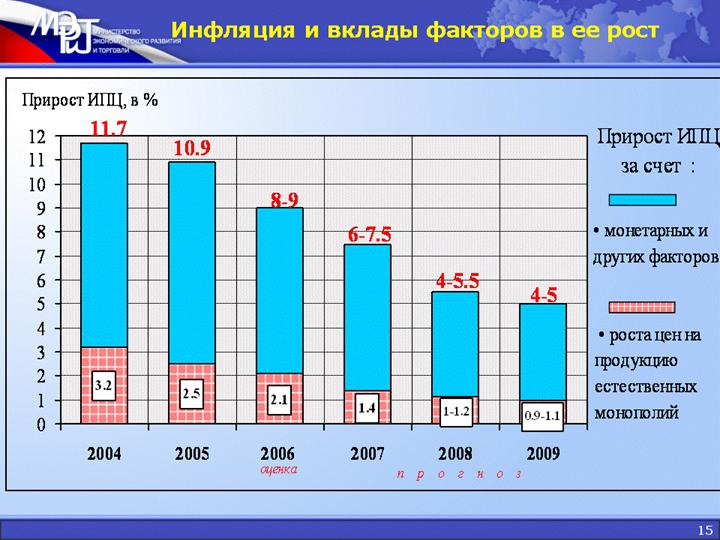 МЭРиТ
МИНИСТЕРСТВО
ЭКОНОМИЧЕСКОГО РАЗВИТИЯ
И ТОРГОВЛИ
Инфляция и вклады факторов в ее рост
Прирост ИПЦ, в %
12
11
10
9
8
7
6
5
4
3
2
1
0
11.7
10.9
8-9
6-7.5
4-5.5
4-5
3.2
2.5
2.1
1.4
1-1.2
0.9-1.1
2004 2005 2006 2007 2008 2009
оценка
п р о г н о з
Прирост ИПЦ
за счет :
• монетарных и
других факторов
• роста цен на
продукцию
естественных
монополий
15